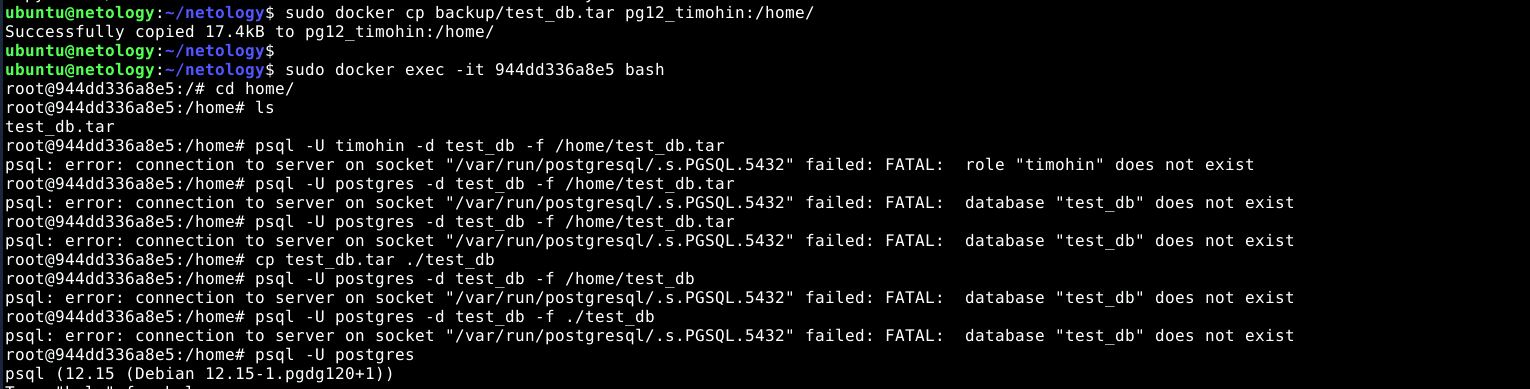 ubuntu@netology:~/netology$ sudo docker cp backup/test_db.tar pg12_timohin:/home/
Successfully copied 17.4kB to pg12_timohin:/home/
ubuntu@netology:~/netology$
ubuntu@netology:~/netology$ sudo docker exec -it 944dd336a8e5 bash
root@944dd336a8e5:/# cd home/
root@944dd336a8e5:/home# ls
test_db.tar
root@944dd336a8e5:/home# psql -U timohin -d test_db -f /home/test_db.tar
psql: error: connection to server on socket "/var/run/postgresql/.s.PGSQL.5432" failed: FATAL:  role "timohin" does not exist
root@944dd336a8e5:/home# psql -U postgres -d test_db -f /home/test_db.tar
psql: error: connection to server on socket "/var/run/postgresql/.s.PGSQL.5432" failed: FATAL:  database "test_db" does not exist
root@944dd336a8e5:/home# psql -U postgres -d test_db -f /home/test_db.tar
psql: error: connection to server on socket "/var/run/postgresql/.s.PGSQL.5432" failed: FATAL:  database "test_db" does not exist
root@944dd336a8e5:/home# cp test_db.tar ./test_db
root@944dd336a8e5:/home# psql -U postgres -d test_db -f /home/test_db
psql: error: connection to server on socket "/var/run/postgresql/.s.PGSQL.5432" failed: FATAL:  database "test_db" does not exist
root@944dd336a8e5:/home# psql -U postgres -d test_db -f ./test_db
psql: error: connection to server on socket "/var/run/postgresql/.s.PGSQL.5432" failed: FATAL:  database "test_db" does not exist
root@944dd336a8e5:/home# psql -U postgres
psql (12.15 (Debian 12.15-1.pgdg120+1))